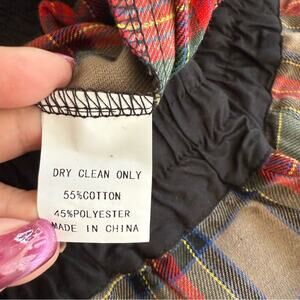 DRY CLEAN ONLY
55%COTTON
45%POLYESTER
MADE IN CHINA